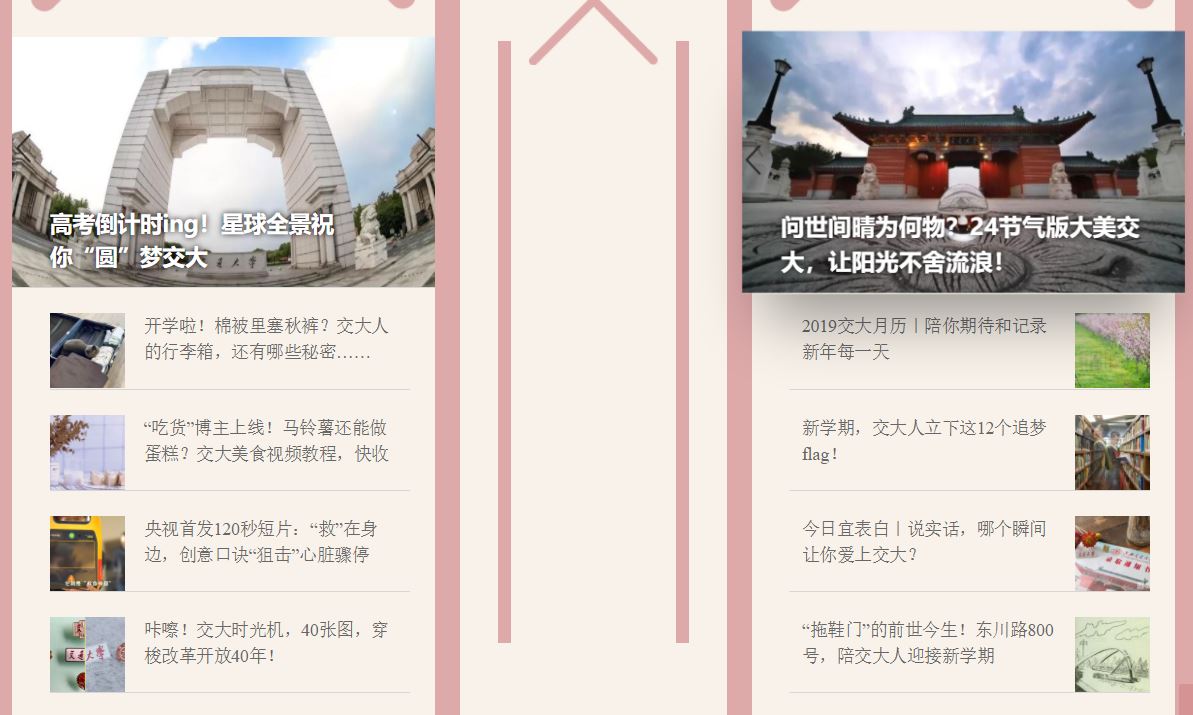 高考倒计时ing！星球全景祝
你“圆”梦交大
开学啦！棉被里塞秋裤？交大人
的行李箱，还有哪些秘密……
“吃货”博主上线！马铃薯还能做
蛋糕？交大美食视频教程，快收
央视首发120秒短片：“救”在身
边，创意口诀“狙击”心脏骤停
咔嚓！交大时光机，40张图，穿
梭改革开放40年！
问世间晴为何物？24节气版大美交
大，让阳光不舍流浪！
2019交大月历丨陪你期待和记录
新年每一天
新学期，交大人立下这12个追梦
flag！
今日宜表白丨说实话，哪个瞬间
让你爱上交大？
“拖鞋门”的前世今生！东川路800
号，陪交大人迎接新学期